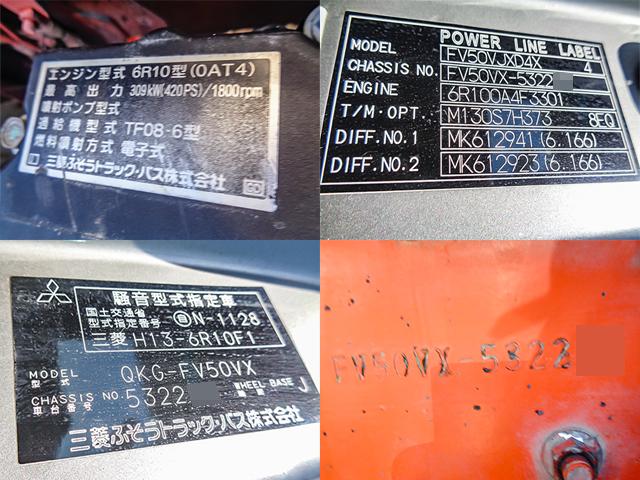 エンジン型式 6R10型(0AT4)
最高出力 309kW(420PS)/1800rpm
噴射ポンプ型式
過給機型式 TF08-6型
燃料噴射方式 電子式
三菱ふそうトラック・バス株式会社
POWER LINE LABEL
MODEL FV50VJXD4X 4
CHASSIS NO. FV50VX-5322
ENGINE 6R100A4F3301
T/M・OPT. M130S7H373 8F0
DIFF.NO.1 MK612941(6.166)
DIFF.NO.2 MK612923(6.166)
騒音型式指定車
国土交通省
型式指定番号 N-1128
三菱 H13-6R10F1
MODEL QKG-FV50VX
型式
CHASSIS NO. 5322 WHEEL BASE J
車台番号 軸距
三菱ふそうトラック・バス株式会社
FV50VX-5322